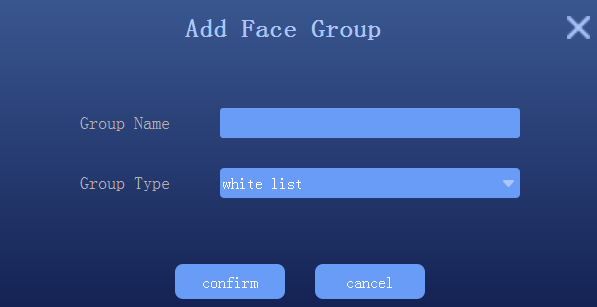 Add Face Group
Group Name
Group Type
white list
confirm
cancel